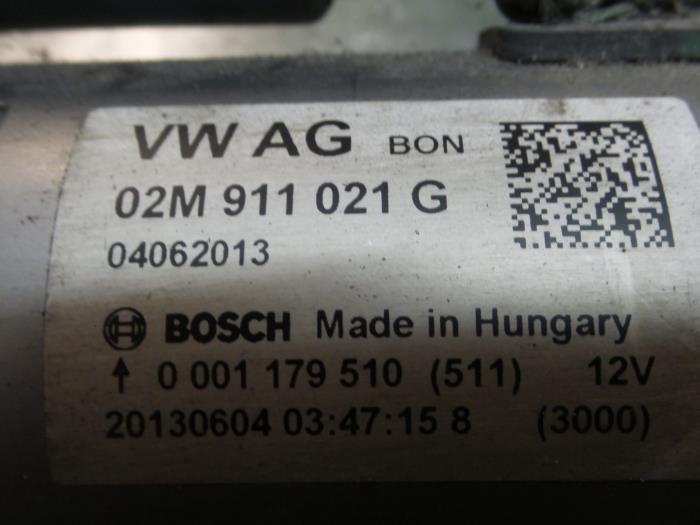 VW AG BON
02M 911 021 G
04062013
BOSCH Made in Hungary
↑ 0 001 179 510 (511) 12V
20130604 03:47:15 8 (3000)